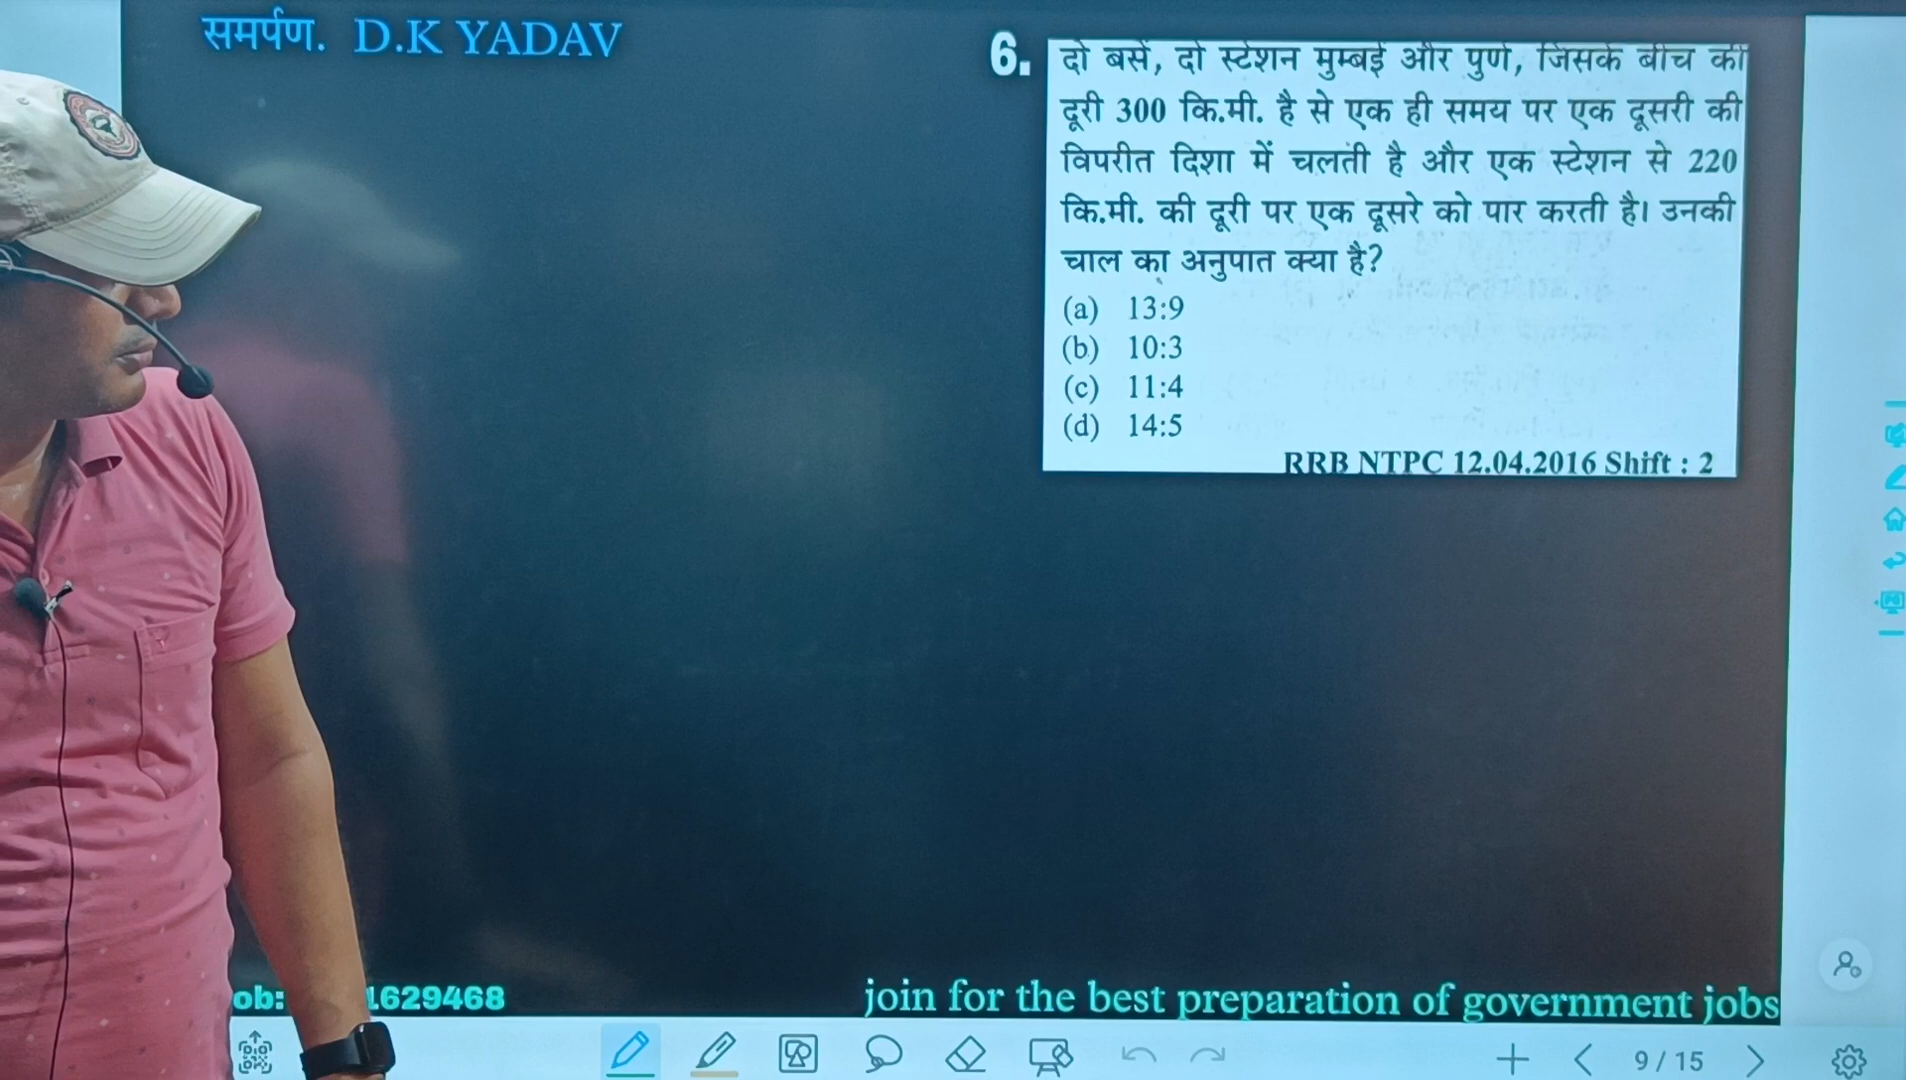 समर्पण. D.K YADAV
6. दो बसें, दो स्टेशन मुम्बई और पुणे, जिसके बीच की
दूरी 300 कि.मी. है से एक ही समय पर एक दूसरी की
विपरीत दिशा में चलती है और एक स्टेशन से 220
कि.मी. की दूरी पर एक दूसरे को पार करती है। उनकी
चाल का अनुपात क्या है?
(a) 13:9
(b) 10:3
(c) 11:4
(d) 14:5
RRB NTPC 12.04.2016 Shift : 2
ob: 1629468
join for the best preparation of government jobs
9 / 15